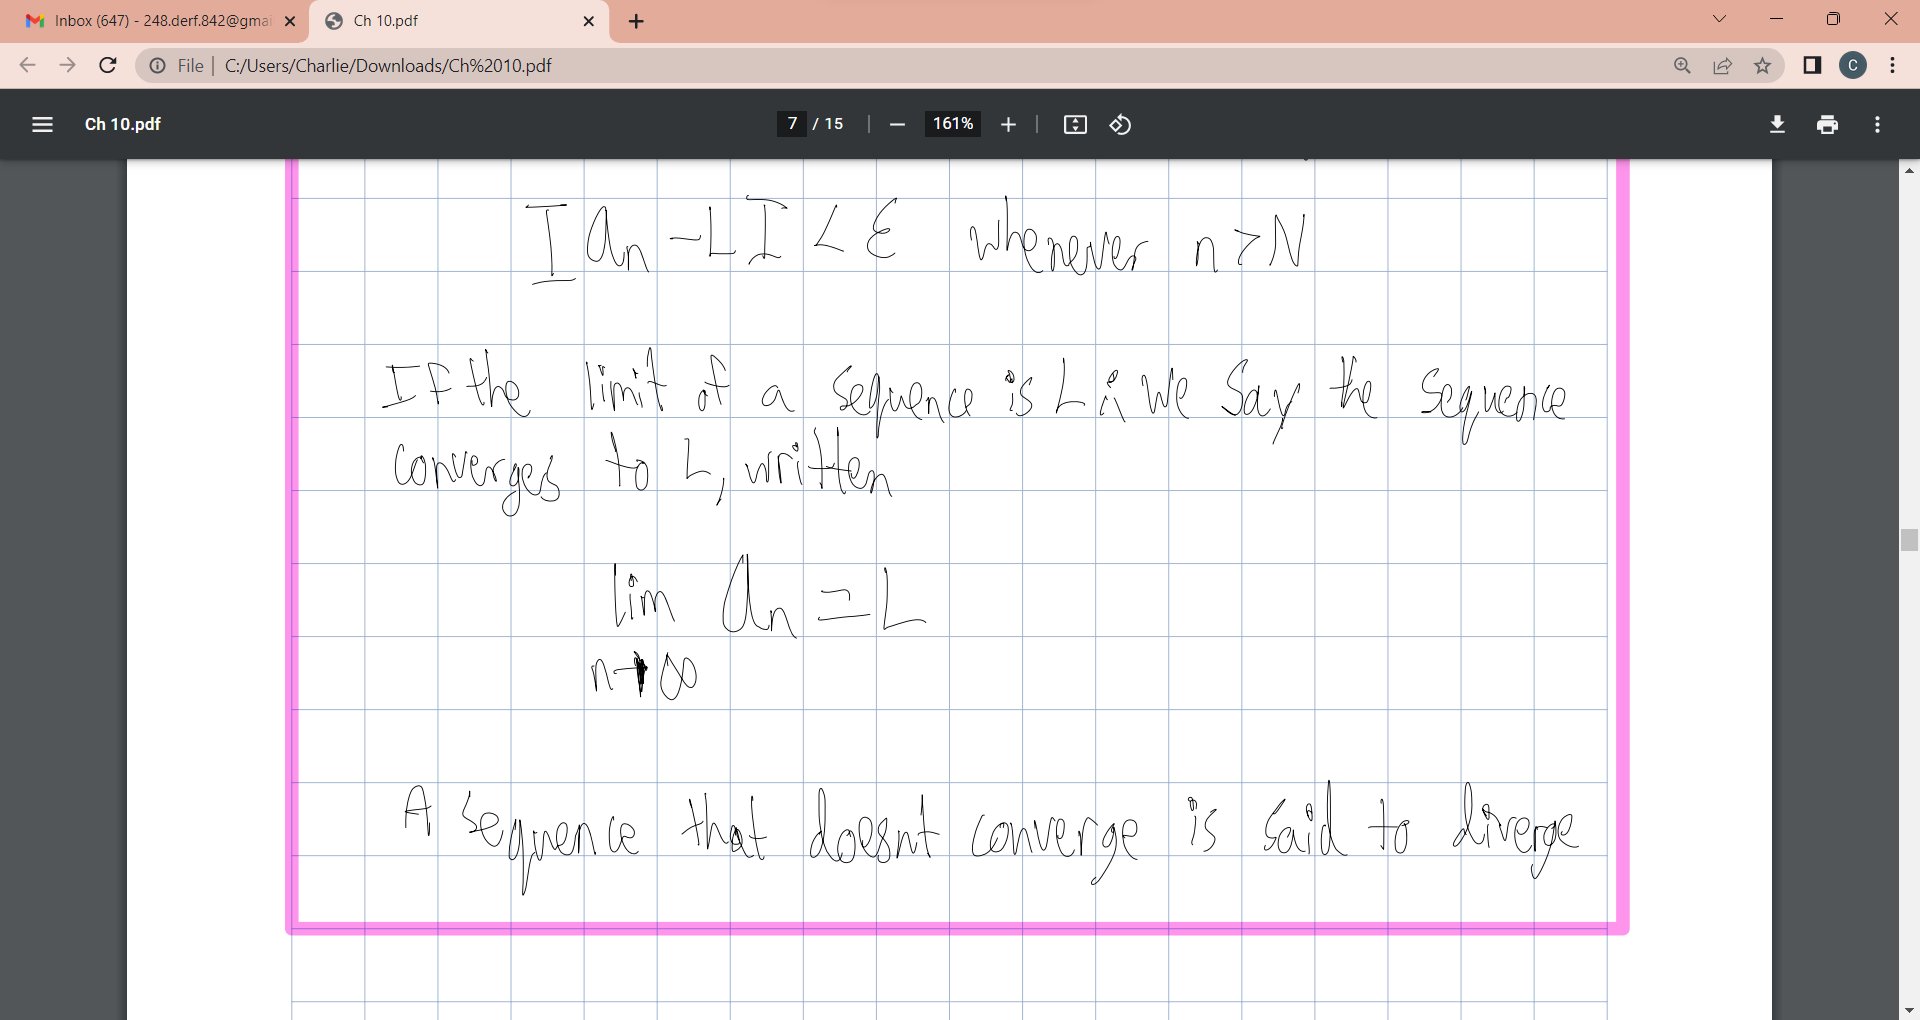 Inbox (647) - 248.derf.842@gmai
Ch 10.pdf
File | C:/Users/Charlie/Downloads/Ch%2010.pdf
C
Ch 10.pdf
7 / 15
161%
I an - L I < ε whenever n > N
If the limit of a sequence is L we say the sequence
converges to L, written
lim an = L
n→∞
A sequence that doesnt converge is said to diverge